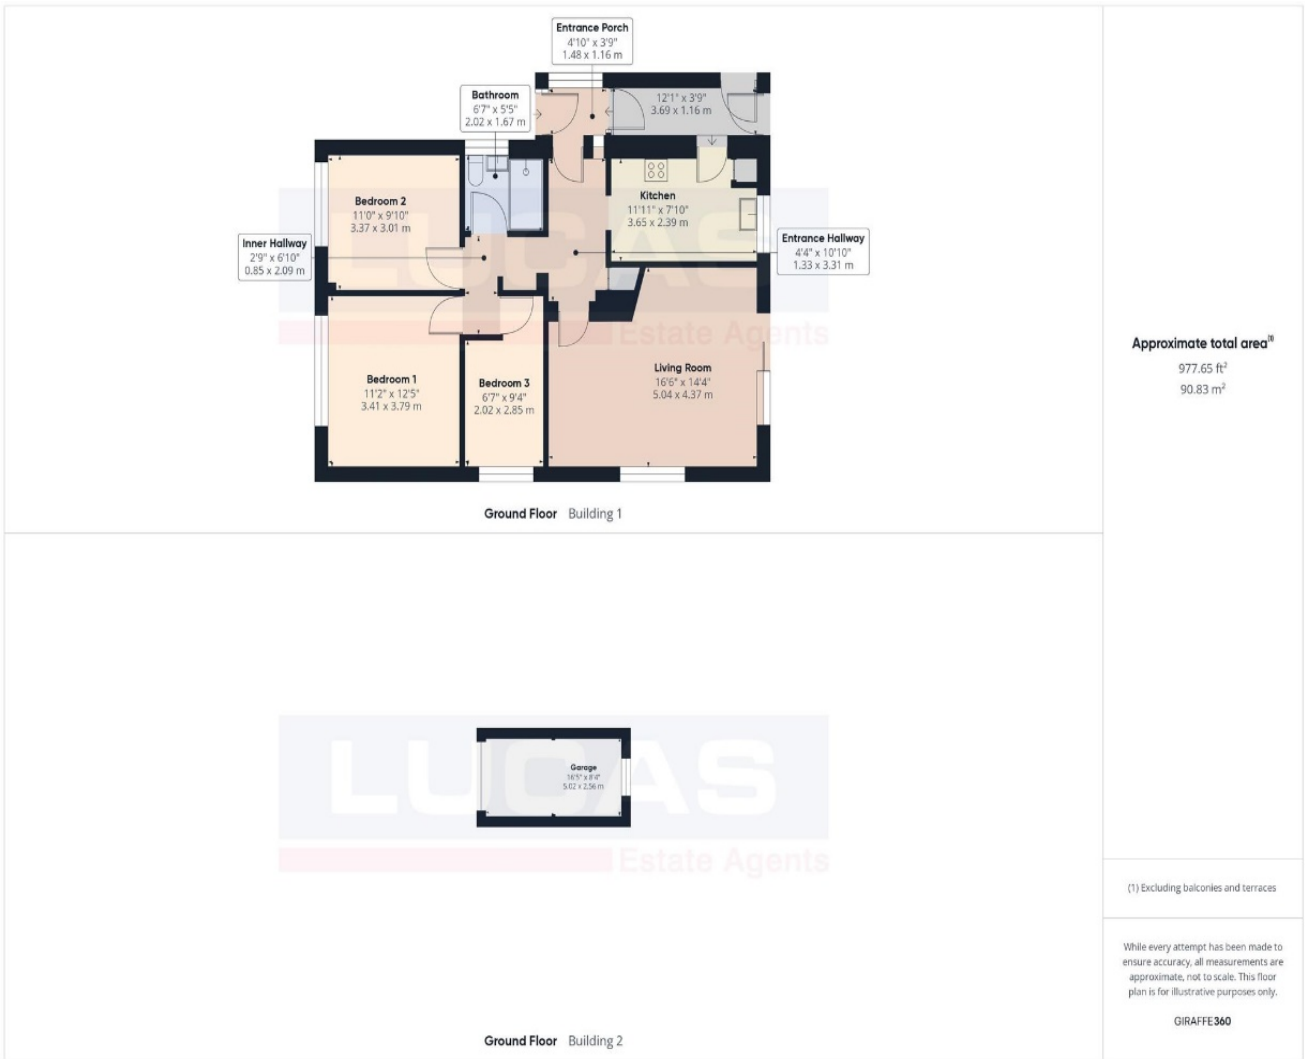 Entrance Porch
4'10" x 3'9"
1.48 x 1.16 m
Bathroom
6'7" x 5'5"
2.02 x 1.67 m
12'1" x 3'9"
3.69 x 1.16 m
Bedroom 2
11'0" x 9'10"
3.37 x 3.01 m
Kitchen
11'11" x 7'10"
3.65 x 2.39 m
Inner Hallway
2'9" x 6'10"
0.85 x 2.09 m
Entrance Hallway
4'4" x 10'10"
1.33 x 3.31 m
LUCAS
Estate Agents
Bedroom 1
11'2" x 12'5"
3.41 x 3.79 m
Bedroom 3
6'7" x 9'4"
2.02 x 2.85 m
Living Room
16'6" x 14'4"
5.04 x 4.37 m
Ground Floor Building 1
Approximate total area(1)
977.65 ft²
90.83 m²
LUCAS
Estate Agents
Garage
16'5" x 8'4"
5.02 x 2.56 m
Ground Floor Building 2
(1) Excluding balconies and terraces
While every attempt has been made to
ensure accuracy, all measurements are
approximate, not to scale. This floor
plan is for illustrative purposes only.
GIRAFFE360